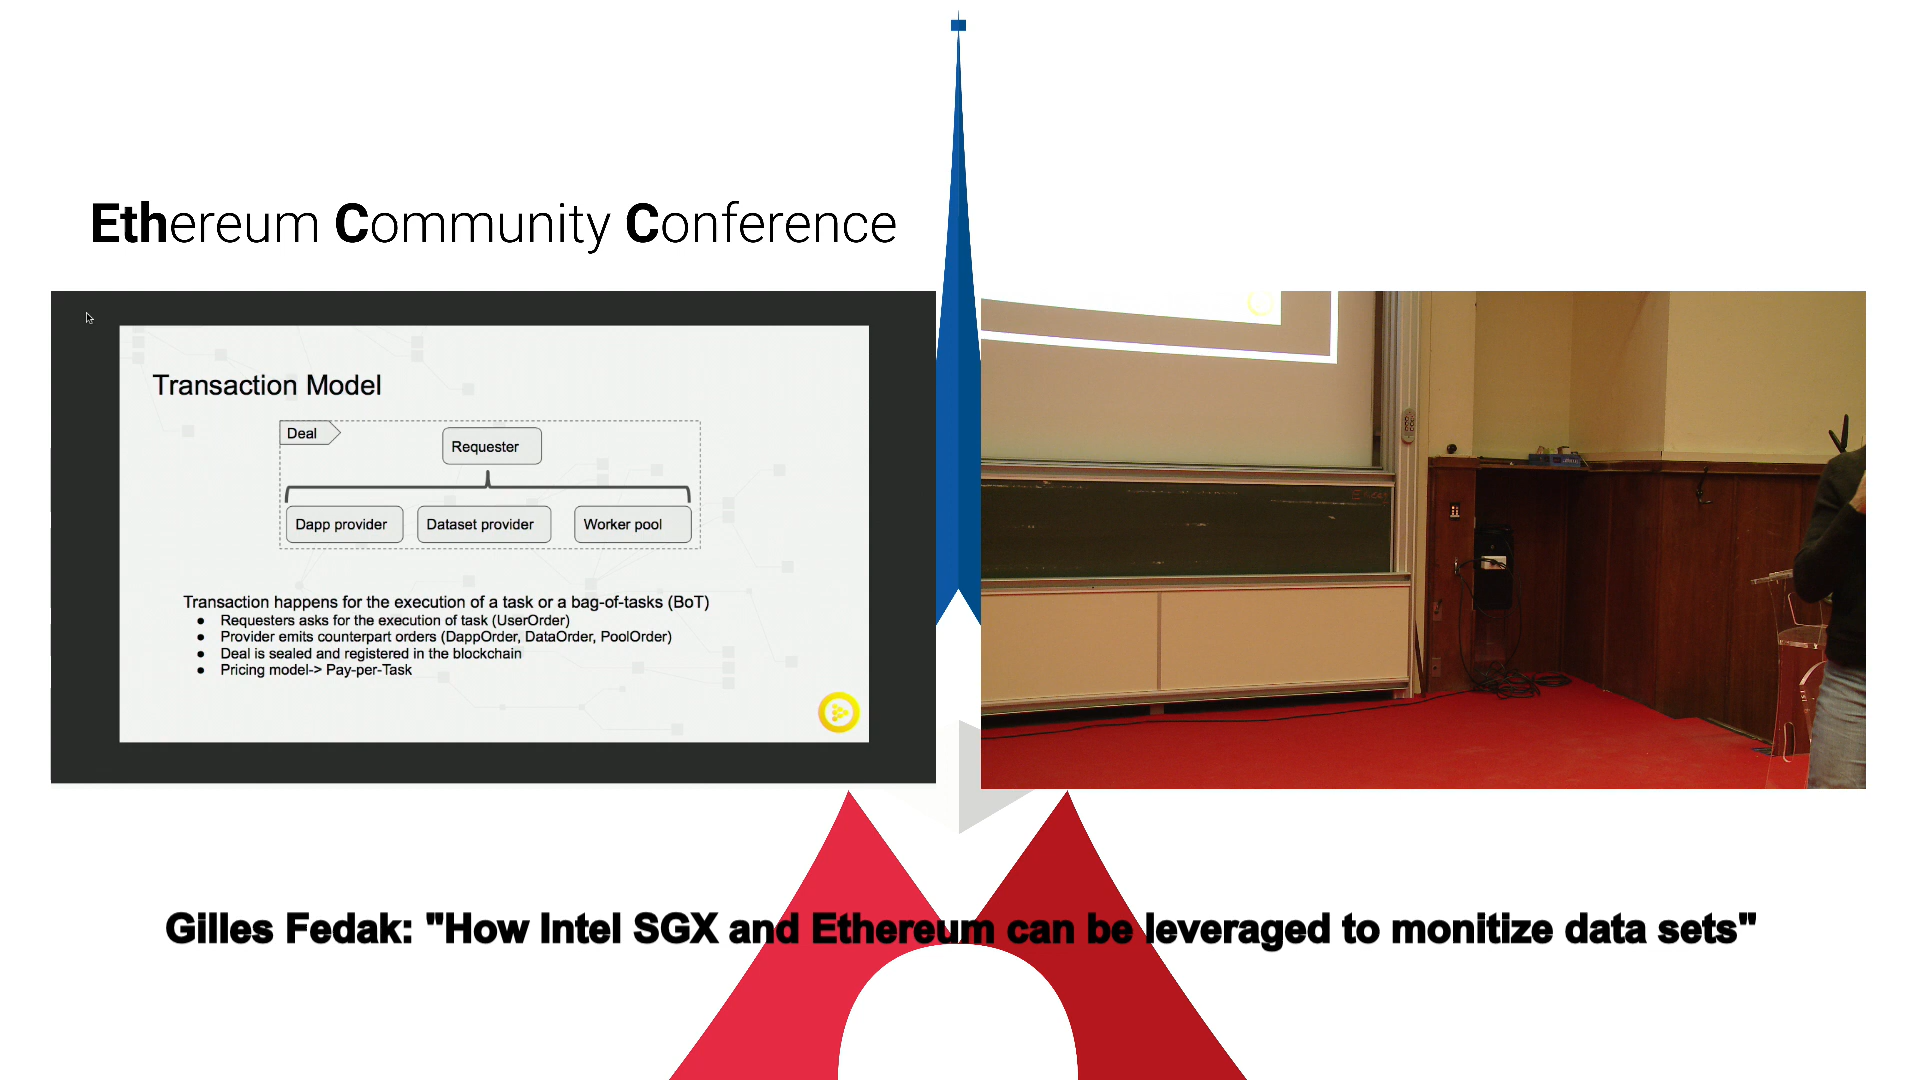 Ethereum Community Conference
Transaction Model
Deal
Requester
Dapp provider
Dataset provider
Worker pool
Transaction happens for the execution of a task or a bag-of-tasks (BoT)
● Requesters asks for the execution of task (UserOrder)
● Provider emits counterpart orders (DappOrder, DataOrder, PoolOrder)
● Deal is sealed and registered in the blockchain
● Pricing model-> Pay-per-Task
Gilles Fedak: "How Intel SGX and Ethereum can be leveraged to monitize data sets"